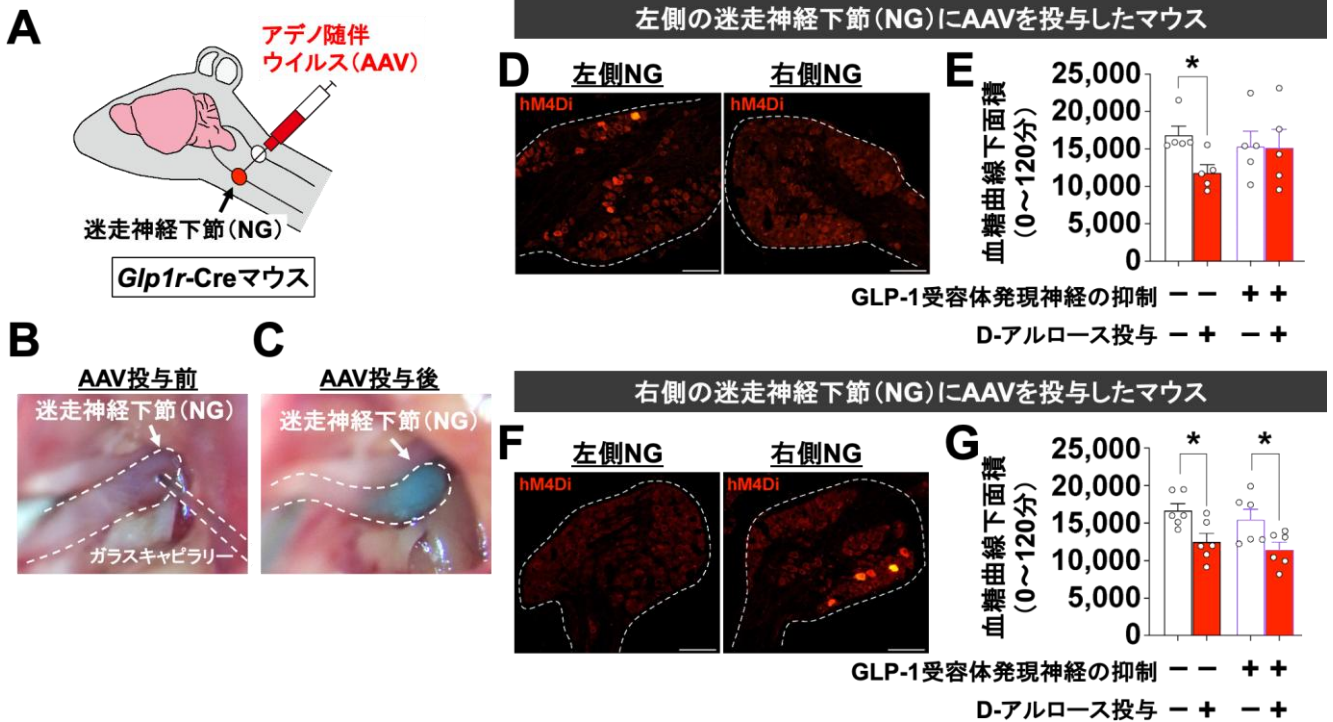 A
アデノ随伴
ウイルス(AAV)
迷走神経下節(NG)
Glp1r-Creマウス
B
AAV投与前
迷走神経下節(NG)
ガラスキャピラリー
C
AAV投与後
迷走神経下節(NG)
左側の迷走神経下節(NG)にAAVを投与したマウス
D
左側NG
右側NG
hM4Di
hM4Di
E
血糖曲線下面積
(0～120分)
25,000
20,000
15,000
10,000
5,000
0
*
GLP-1受容体発現神経の抑制 − − + +
D-アルロース投与 − + − +
右側の迷走神経下節(NG)にAAVを投与したマウス
F
左側NG
右側NG
hM4Di
hM4Di
G
血糖曲線下面積
(0～120分)
25,000
20,000
15,000
10,000
5,000
0
* *
GLP-1受容体発現神経の抑制 − − + +
D-アルロース投与 − + − +